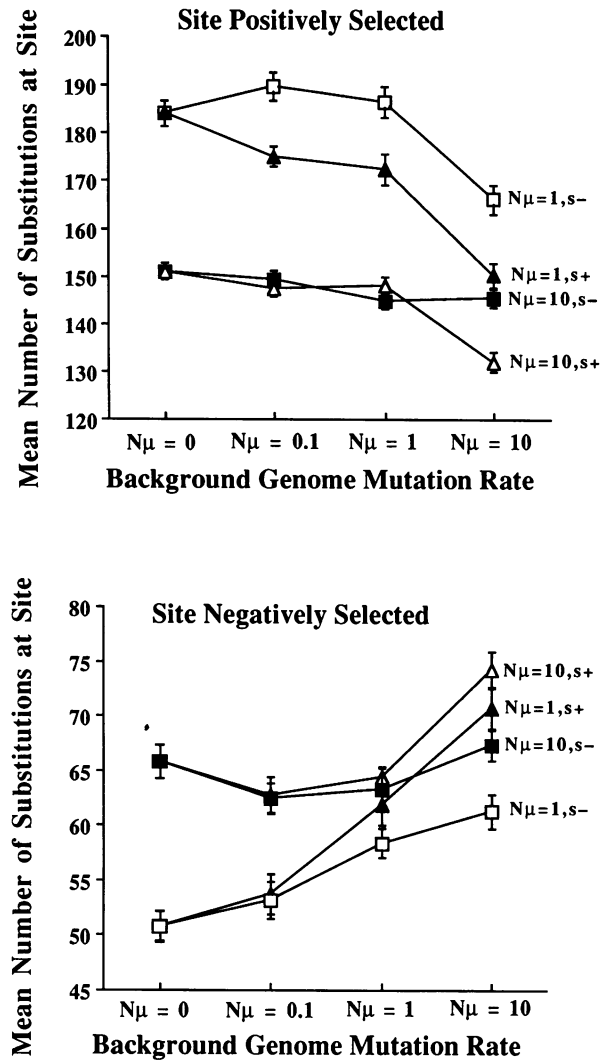 Site Positively Selected
Mean Number of Substitutions at Site
200
190
180
170
160
150
140
130
120
Nμ=1,s-
Nμ=1,s+
Nμ=10,s-
Nμ=10,s+
Nμ = 0
Nμ = 0.1
Nμ = 1
Nμ = 10
Background Genome Mutation Rate
Site Negatively Selected
Mean Number of Substitutions at Site
80
75
70
65
60
55
50
45
Nμ=10,s+
Nμ=1,s+
Nμ=10,s-
Nμ=1,s-
Nμ = 0
Nμ = 0.1
Nμ = 1
Nμ = 10
Background Genome Mutation Rate